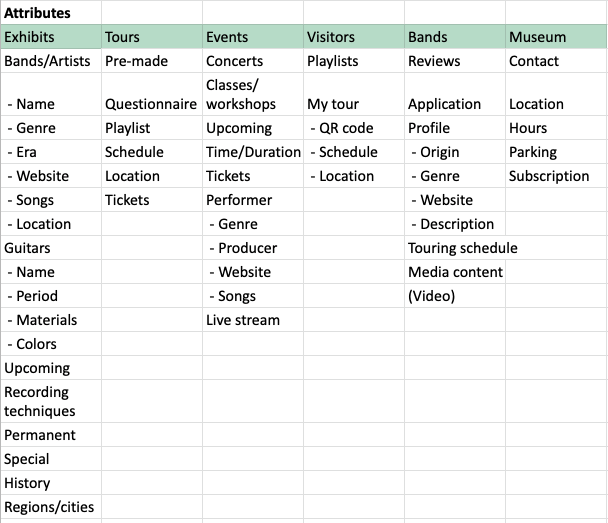 Attributes
Exhibits Tours Events Visitors Bands Museum
Bands/Artists Pre-made Concerts Playlists Reviews Contact
Classes/
- Name Questionnaire workshops My tour Application Location
- Genre Playlist Upcoming - QR code Profile Hours
- Era Schedule Time/Duration - Schedule - Origin Parking
- Website Location Tickets - Location - Genre Subscription
- Songs Tickets Performer - Website
- Location - Genre - Description
Guitars - Producer Touring schedule
- Name - Website Media content
- Period - Songs (Video)
- Materials Live stream
- Colors
Upcoming
Recording
techniques
Permanent
Special
History
Regions/cities